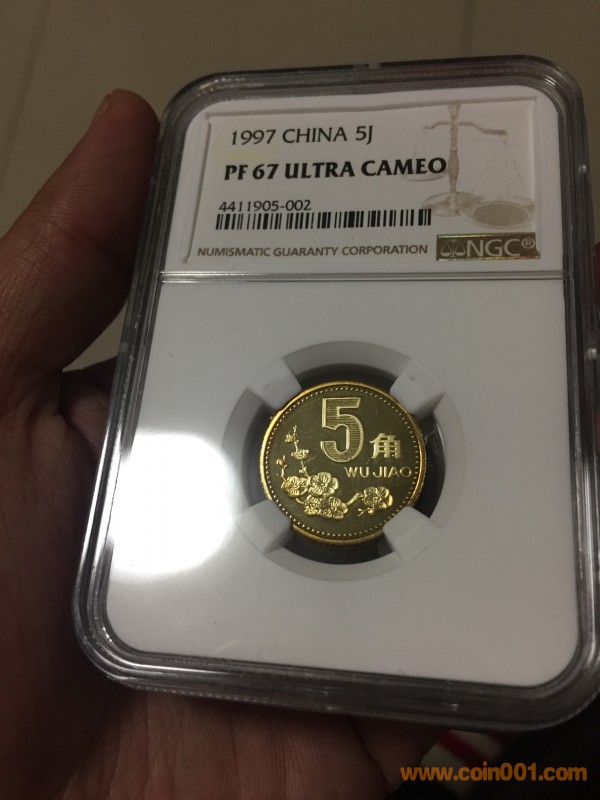 1997 CHINA 5J
PF 67 ULTRA CAMEO
4411905-002
NUMISMATIC GUARANTY CORPORATION
NGC®
5角
WU JIAO
www.coin001.com